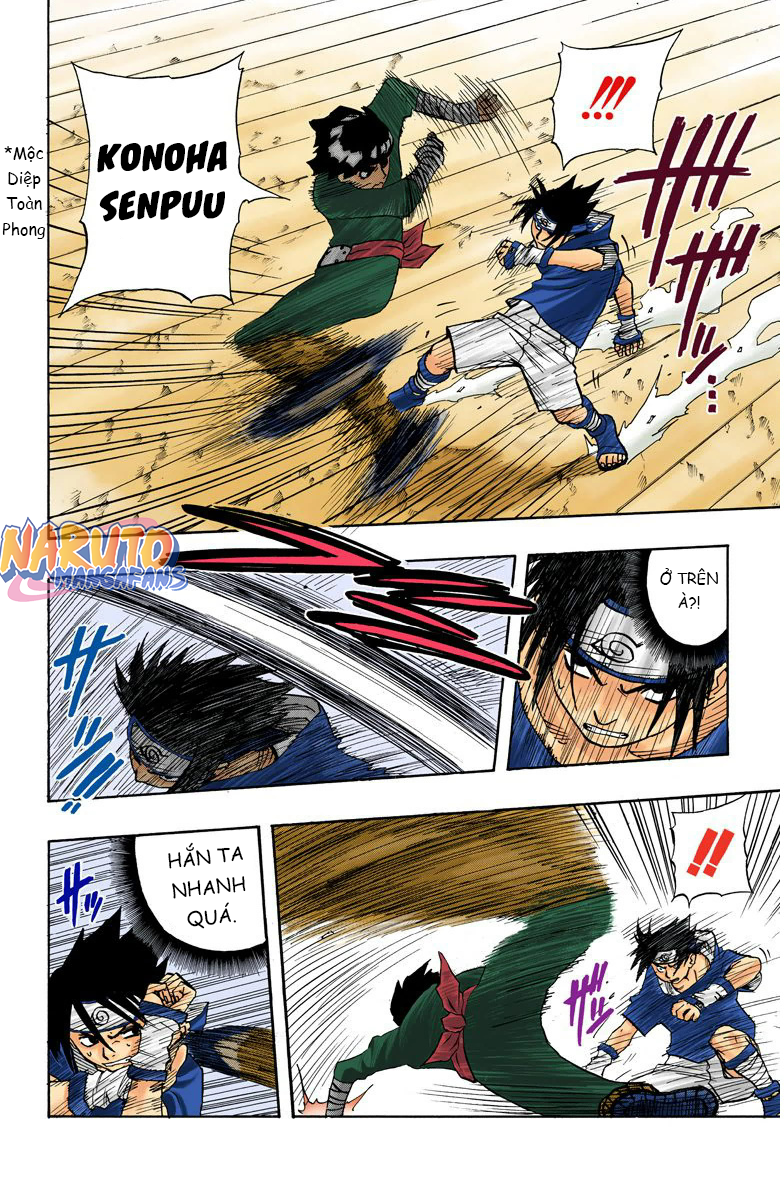 !!!
KONOHA
SENPUU
*Mộc
Diệp
Toàn
Phong
NARUTO
MANGAFANS
Ở TRÊN
À?!
!!
HẮN TA
NHANH
QUÁ.